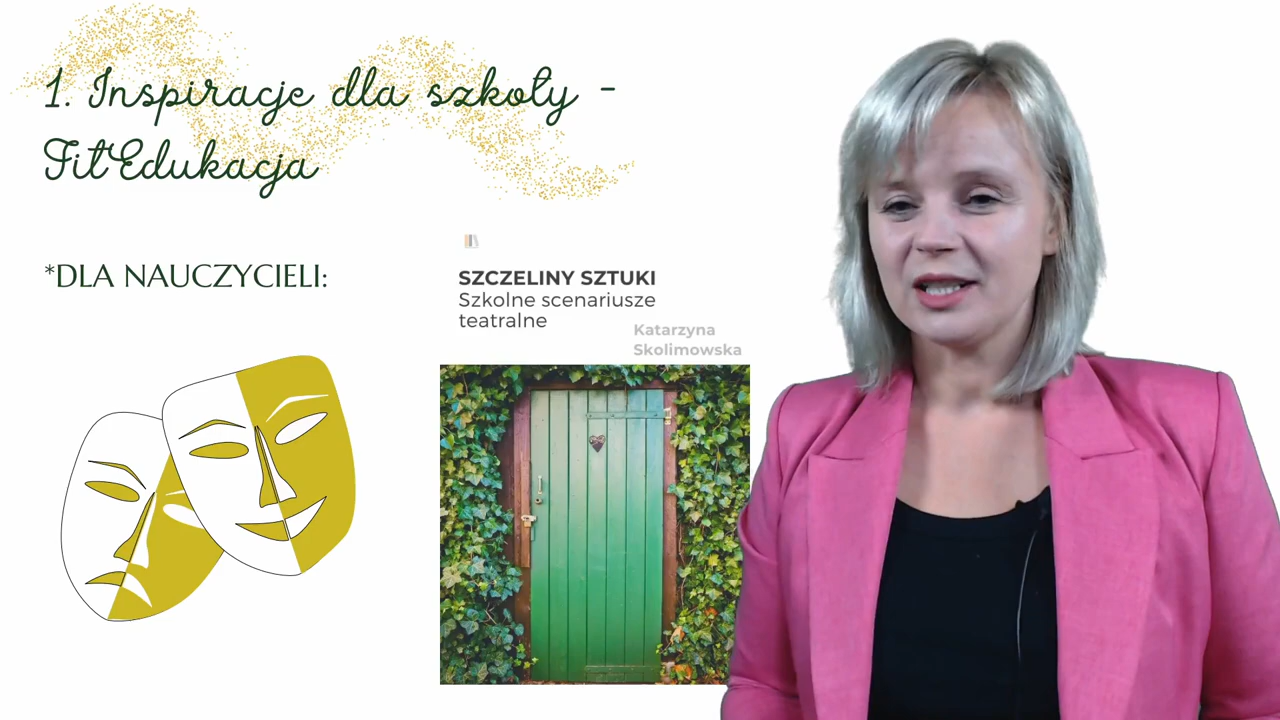 1. Inspiracje dla szkoły -
FitEdukacja
*DLA NAUCZYCIELI:
SZCZELINY SZTUKI
Szkolne scenariusze
teatralne
Katarzyna
Skolimowska